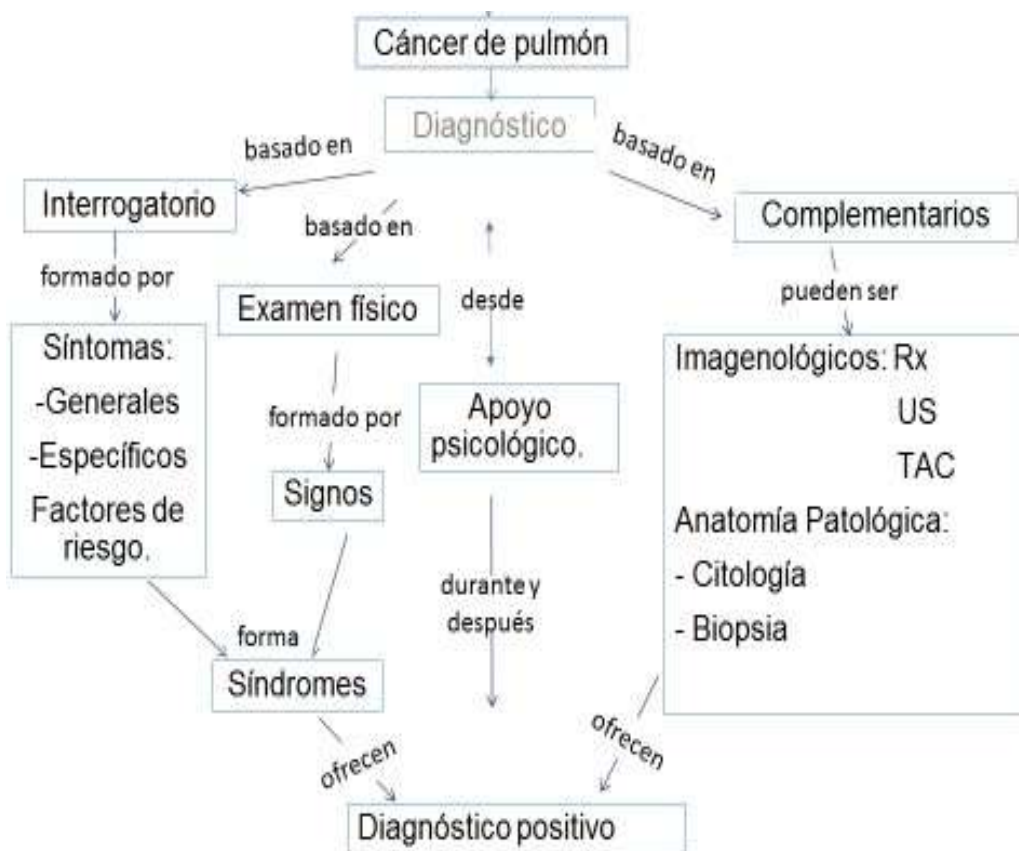 Cáncer de pulmón
Diagnóstico
basado en
basado en
Interrogatorio
basado en
Complementarios
formado por
Examen físico
desde
pueden ser
Síntomas:
-Generales
-Específicos
Factores de
riesgo.
formado por
Signos
Apoyo
psicológico.
Imagenológicos: Rx
US
TAC
Anatomía Patológica:
- Citología
- Biopsia
durante y
después
forma
Síndromes
ofrecen
ofrecen
Diagnóstico positivo